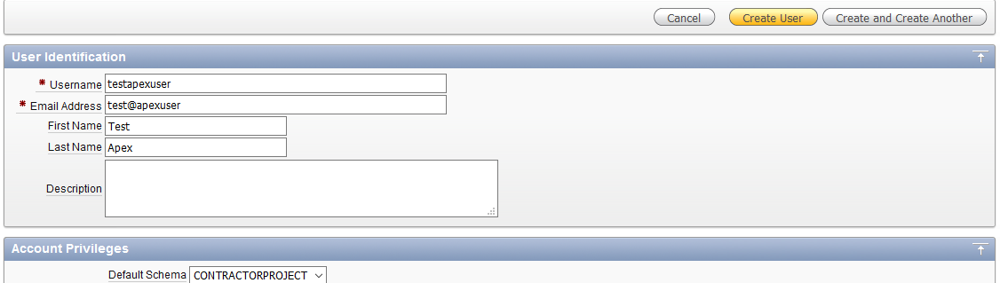 Cancel Create User Create and Create Another
User Identification
* Username testapexuser
* Email Address test@apexuser
First Name Test
Last Name Apex
Description
Account Privileges
Default Schema CONTRACTORPROJECT